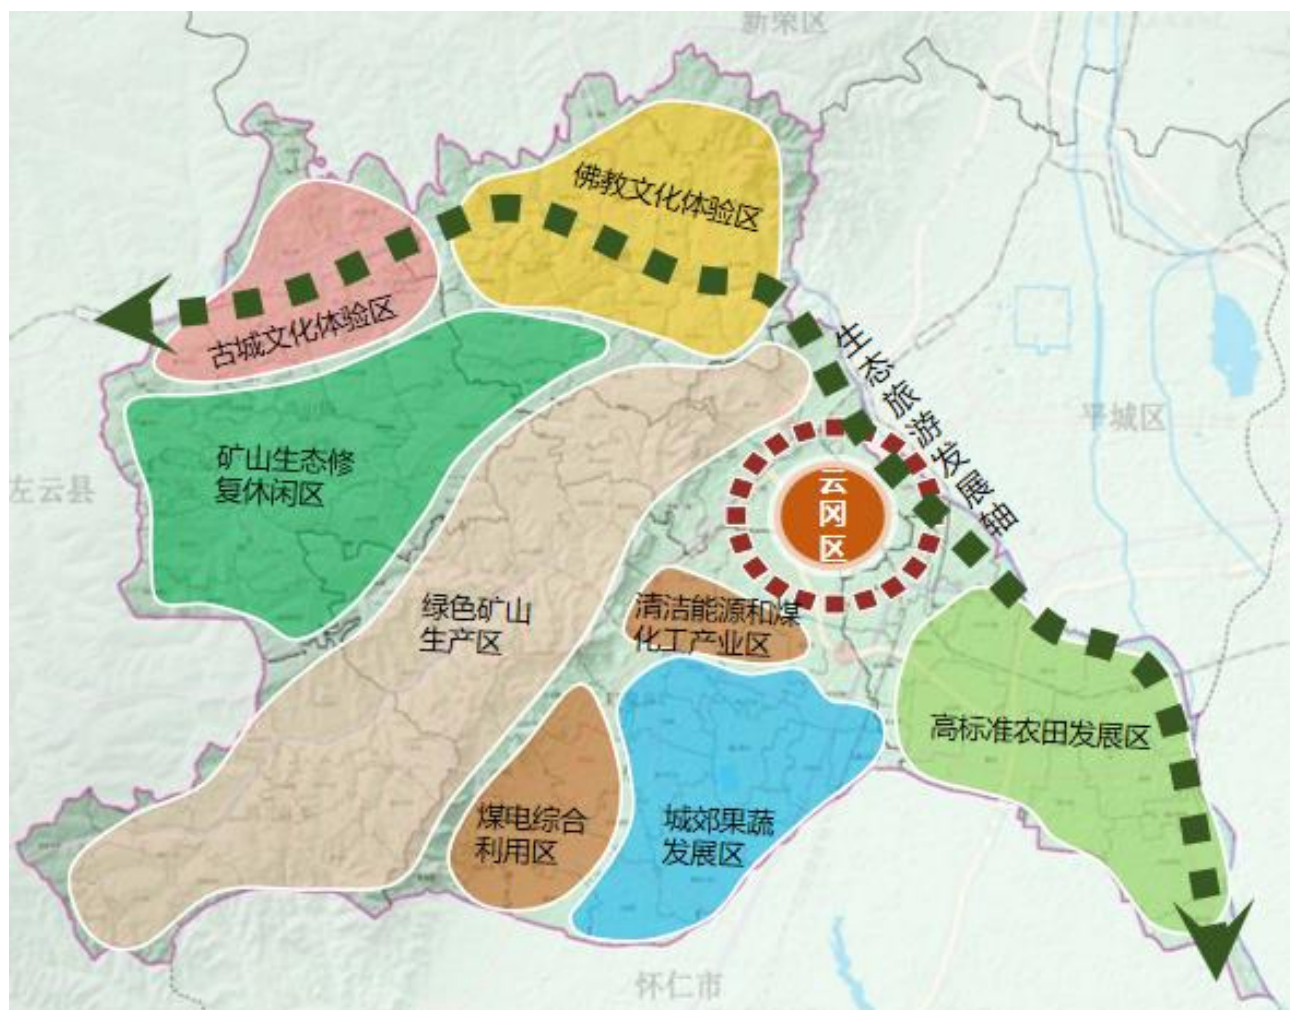 新荣区
佛教文化体验区
古城文化体验区
生态旅游发展轴
平城区
矿山生态修
复休闲区
左云县
云冈区
绿色矿山
生产区
清洁能源和煤
化工产业区
高标准农田发展区
煤电综合
利用区
城郊果蔬
发展区
怀仁市